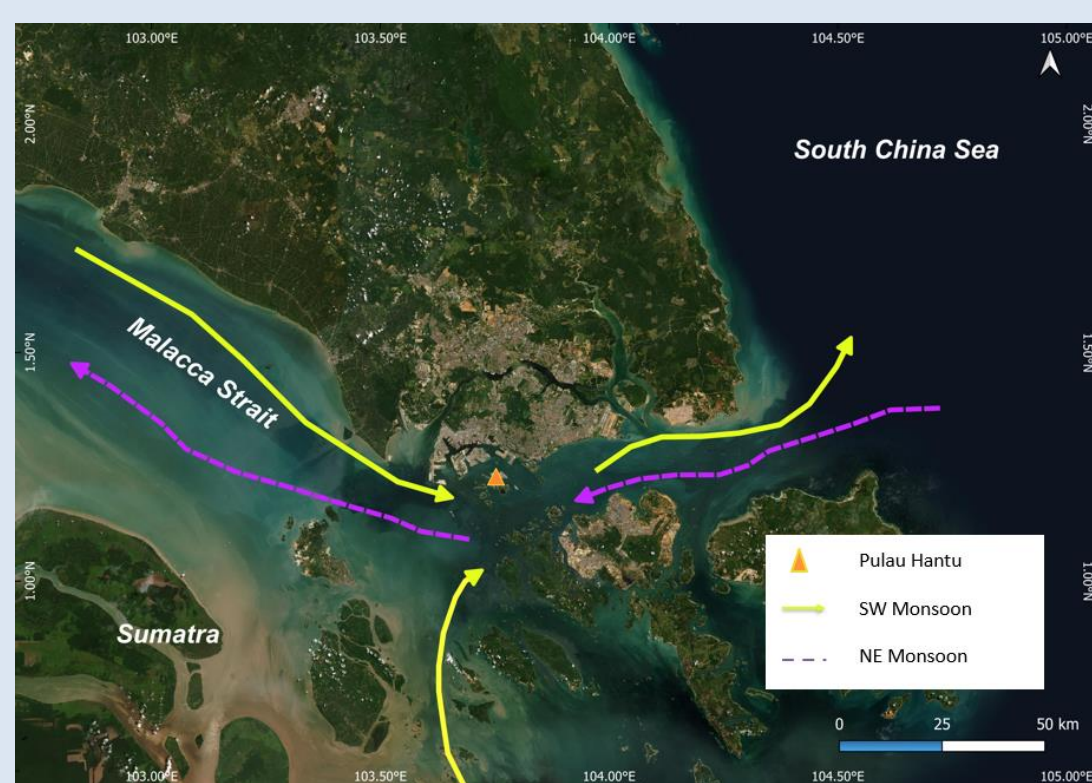 103.00°E 103.50°E 104.00°E 104.50°E 105.00°E
2.00°N
2.00°N
South China Sea
Malacca Strait
1.50°N
1.50°N
1.00°N
1.00°N
Sumatra
Pulau Hantu
SW Monsoon
NE Monsoon
0 25 50 km
103.00°E 103.50°E 104.00°E 104.50°E 105.00°E